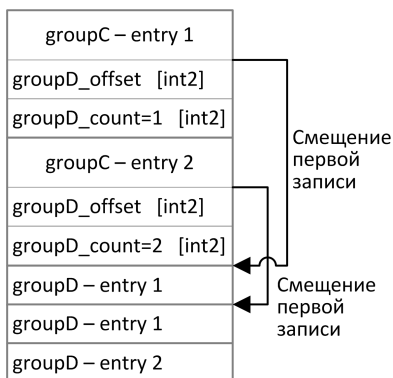 groupC – entry 1
groupD_offset [int2]
groupD_count=1 [int2]
groupC – entry 2
groupD_offset [int2]
groupD_count=2 [int2]
groupD – entry 1
groupD – entry 1
groupD – entry 2
Смещение
первой
записи
Смещение
первой
записи